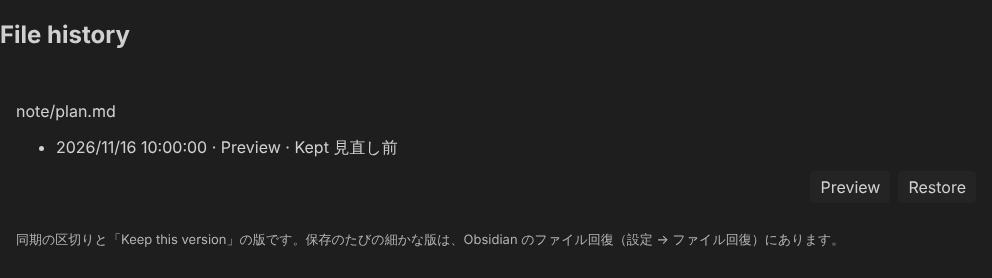 File history
note/plan.md
• 2026/11/16 10:00:00 · Preview · Kept 見直し前
Preview Restore
同期の区切りと「Keep this version」の版です。保存のたびの細かな版は、Obsidian のファイル回復（設定 → ファイル回復）にあります。